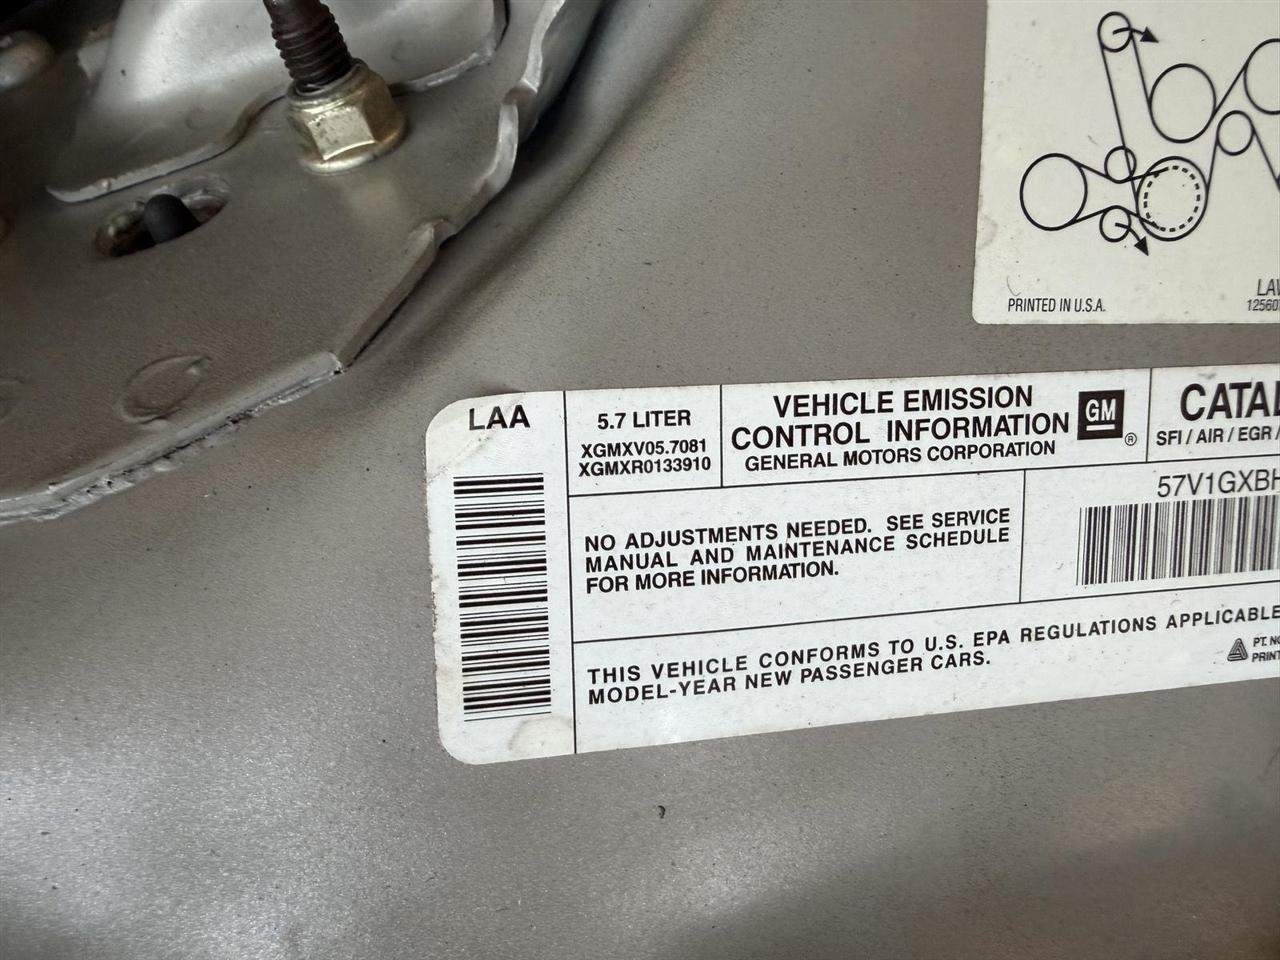 PRINTED IN U.S.A.
LAA
5.7 LITER
XGMXV05.7081
XGMXR0133910
VEHICLE EMISSION
CONTROL INFORMATION
GENERAL MOTORS CORPORATION
GM
®
SFI / AIR / EGR /
NO ADJUSTMENTS NEEDED. SEE SERVICE
MANUAL AND MAINTENANCE SCHEDULE
FOR MORE INFORMATION.
57V1GXBH
THIS VEHICLE CONFORMS TO U.S. EPA REGULATIONS APPLICABLE
MODEL-YEAR NEW PASSENGER CARS.